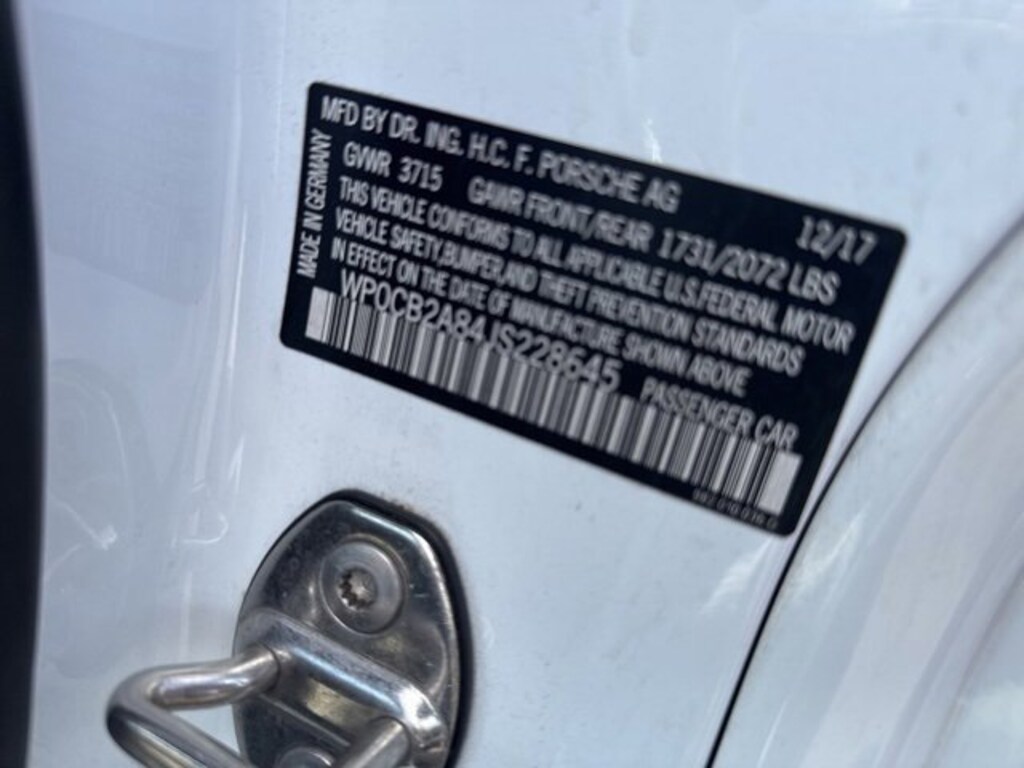 MFD BY DR. ING. H.C. F. PORSCHE AG 12/17
GVWR 3715 GAWR FRONT/REAR 1731/2072 LBS
THIS VEHICLE CONFORMS TO ALL APPLICABLE U.S.FEDERAL MOTOR
VEHICLE SAFETY,BUMPER,AND THEFT PREVENTION STANDARDS
IN EFFECT ON THE DATE OF MANUFACTURE SHOWN ABOVE
WP0CB2A84JS228645 PASSENGER CAR
MADE IN GERMANY